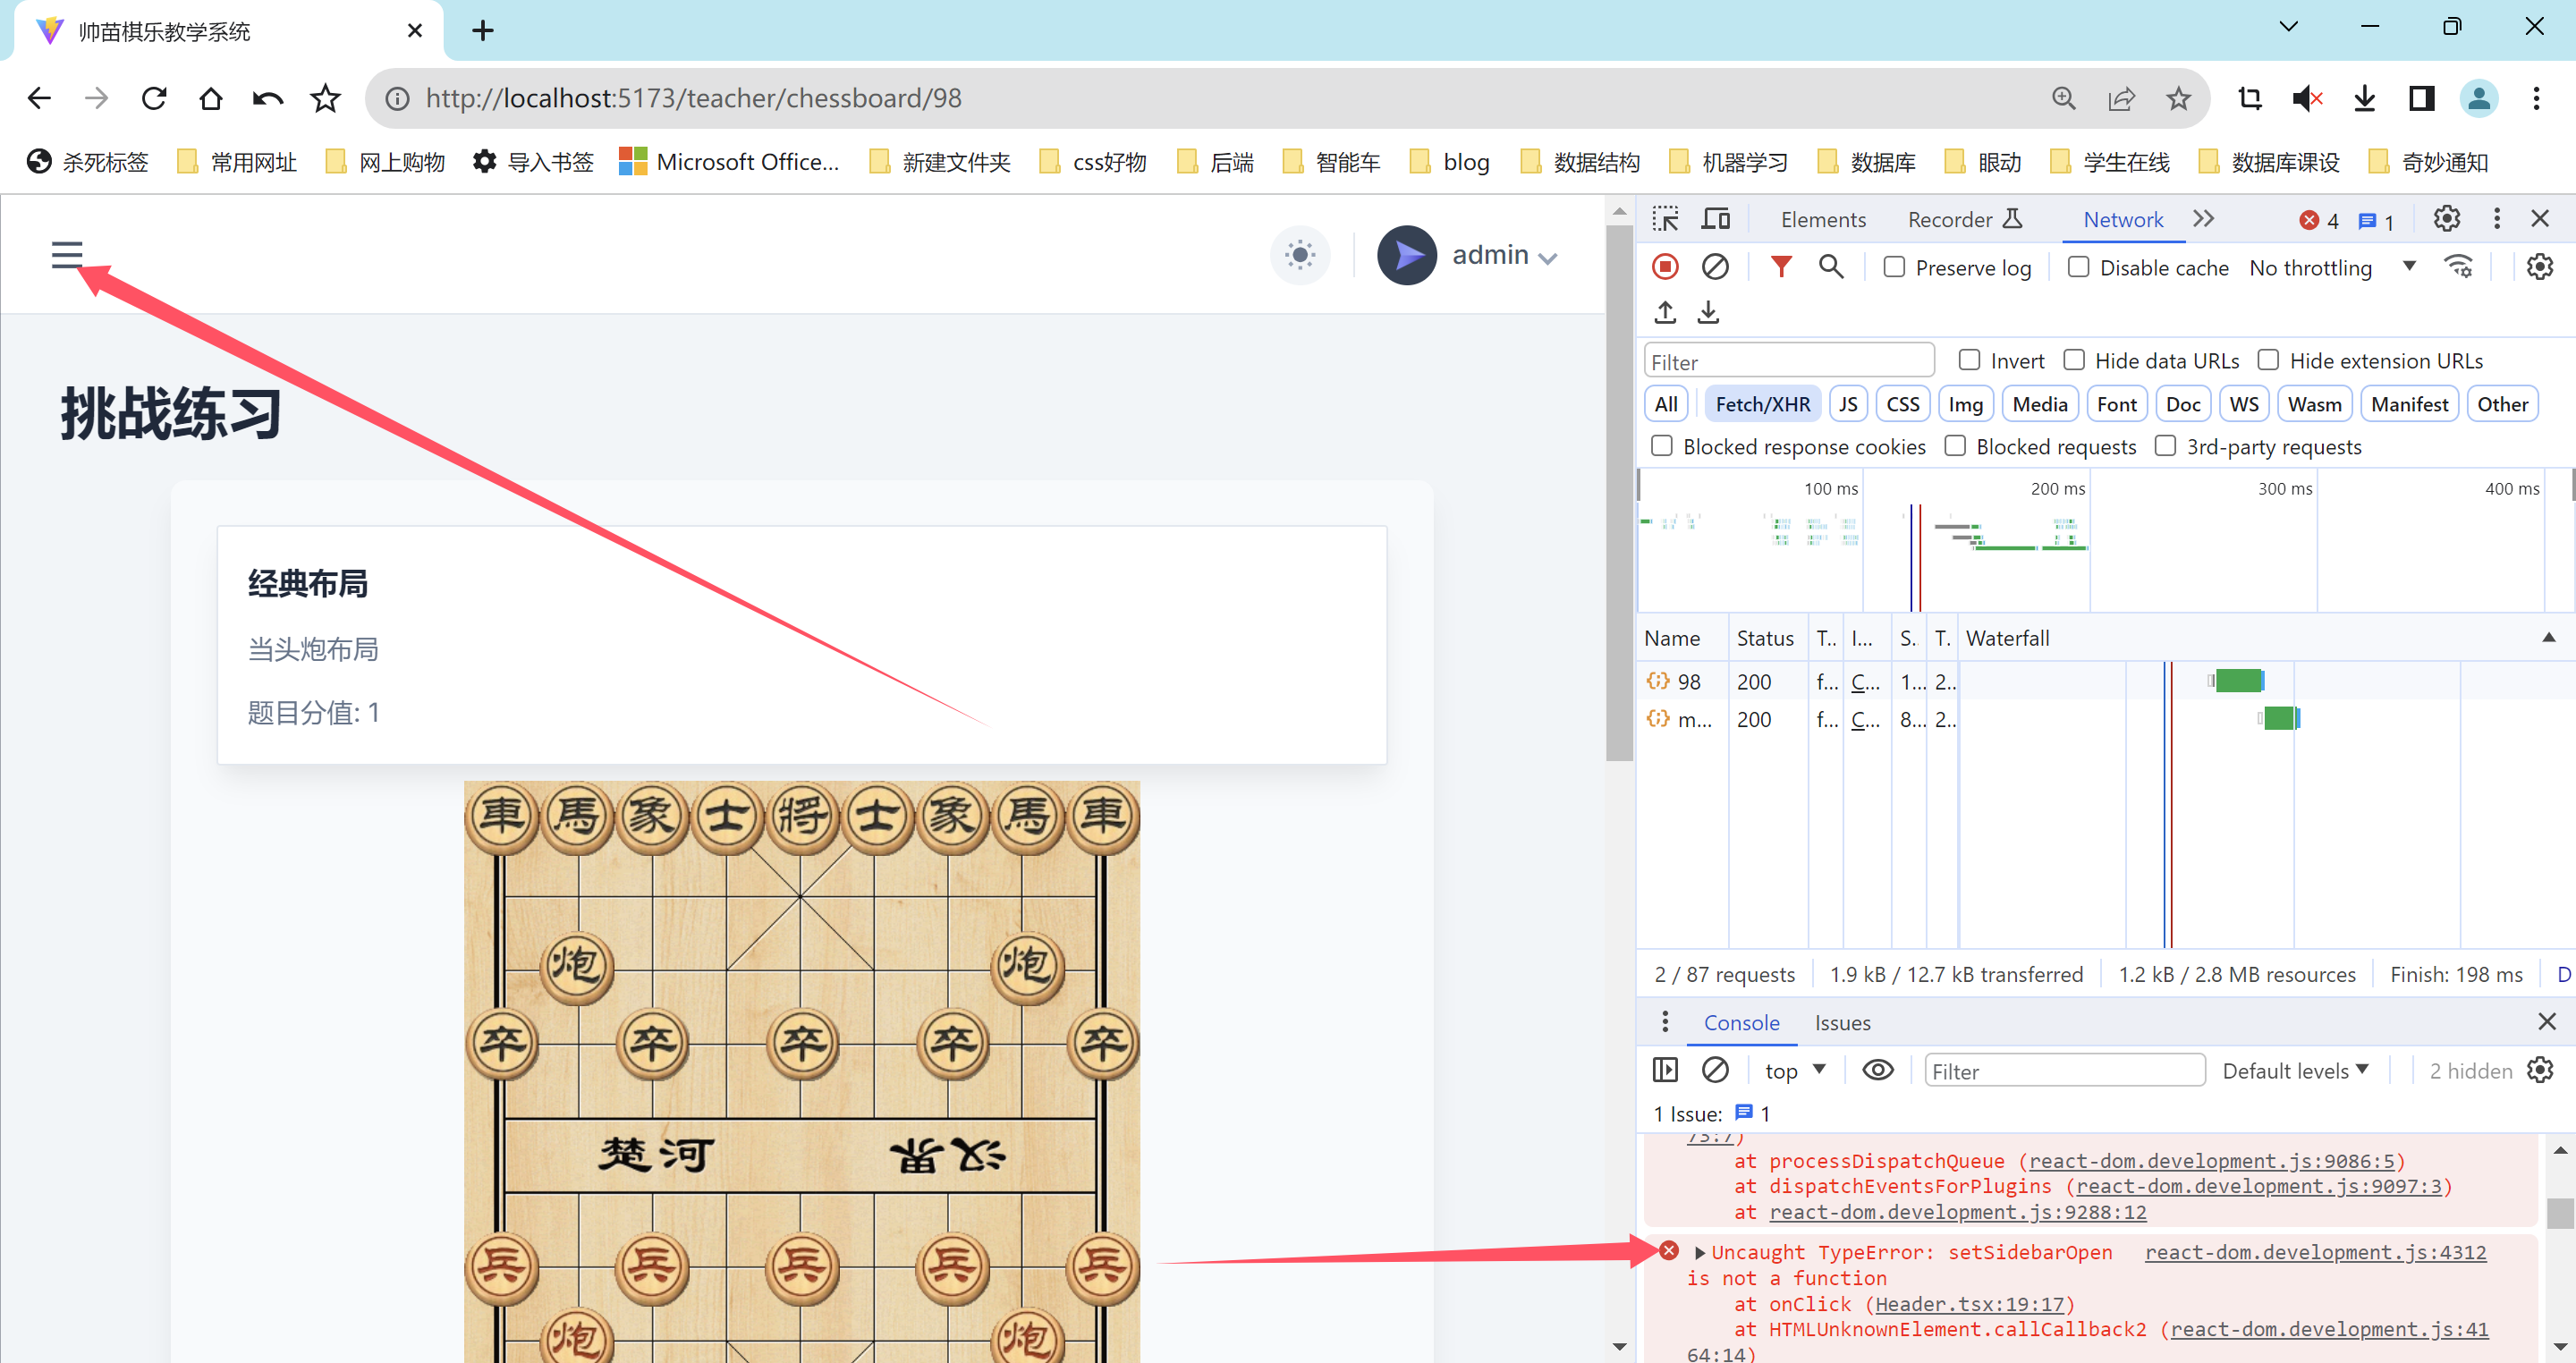 帅苗棋乐教学系统
http://localhost:5173/teacher/chessboard/98
杀死标签 常用网址 网上购物 导入书签 Microsoft Office... 新建文件夹 css好物 后端 智能车 blog 数据结构 机器学习 数据库 眼动 学生在线 数据库课设 奇妙通知
admin
挑战练习
经典布局
当头炮布局
题目分值: 1
車 馬 象 士 將 士 象 馬 車
炮 炮
卒 卒 卒 卒 卒
楚河 汉界
兵 兵 兵 兵 兵
炮 炮
Elements Recorder Network 4 1
Preserve log Disable cache No throttling
Filter Invert Hide data URLs Hide extension URLs
All Fetch/XHR JS CSS Img Media Font Doc WS Wasm Manifest Other
Blocked response cookies Blocked requests 3rd-party requests
100 ms 200 ms 300 ms 400 ms
Name Status T.. I... S.. T. Waterfall
98 200 f... C... 1... 2..
m... 200 f... C... 8... 2..
2 / 87 requests 1.9 kB / 12.7 kB transferred 1.2 kB / 2.8 MB resources Finish: 198 ms D
Console Issues
top Filter Default levels 2 hidden
1 Issue: 1
73:7)
at processDispatchQueue (react-dom.development.js:9086:5)
at dispatchEventsForPlugins (react-dom.development.js:9097:3)
at react-dom.development.js:9288:12
Uncaught TypeError: setSidebarOpen react-dom.development.js:4312
is not a function
at onClick (Header.tsx:19:17)
at HTMLUnknownElement.callCallback2 (react-dom.development.js:41
64:14)